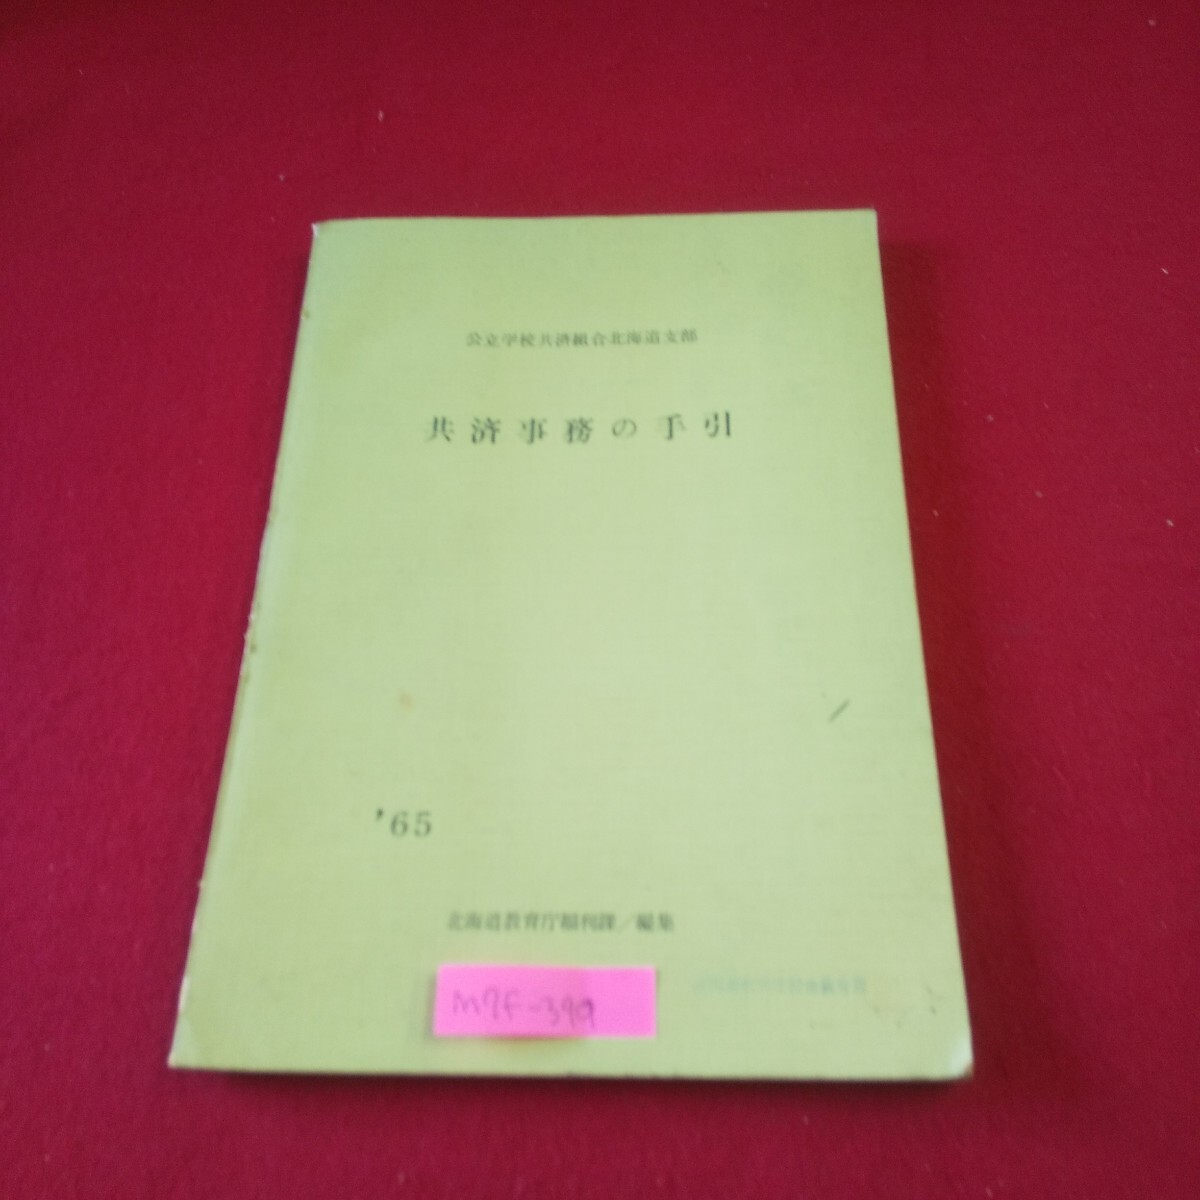 公立学校共済組合北海道支部
共済事務の手引
'65
北海道教育庁福利課／編集
m7f-399